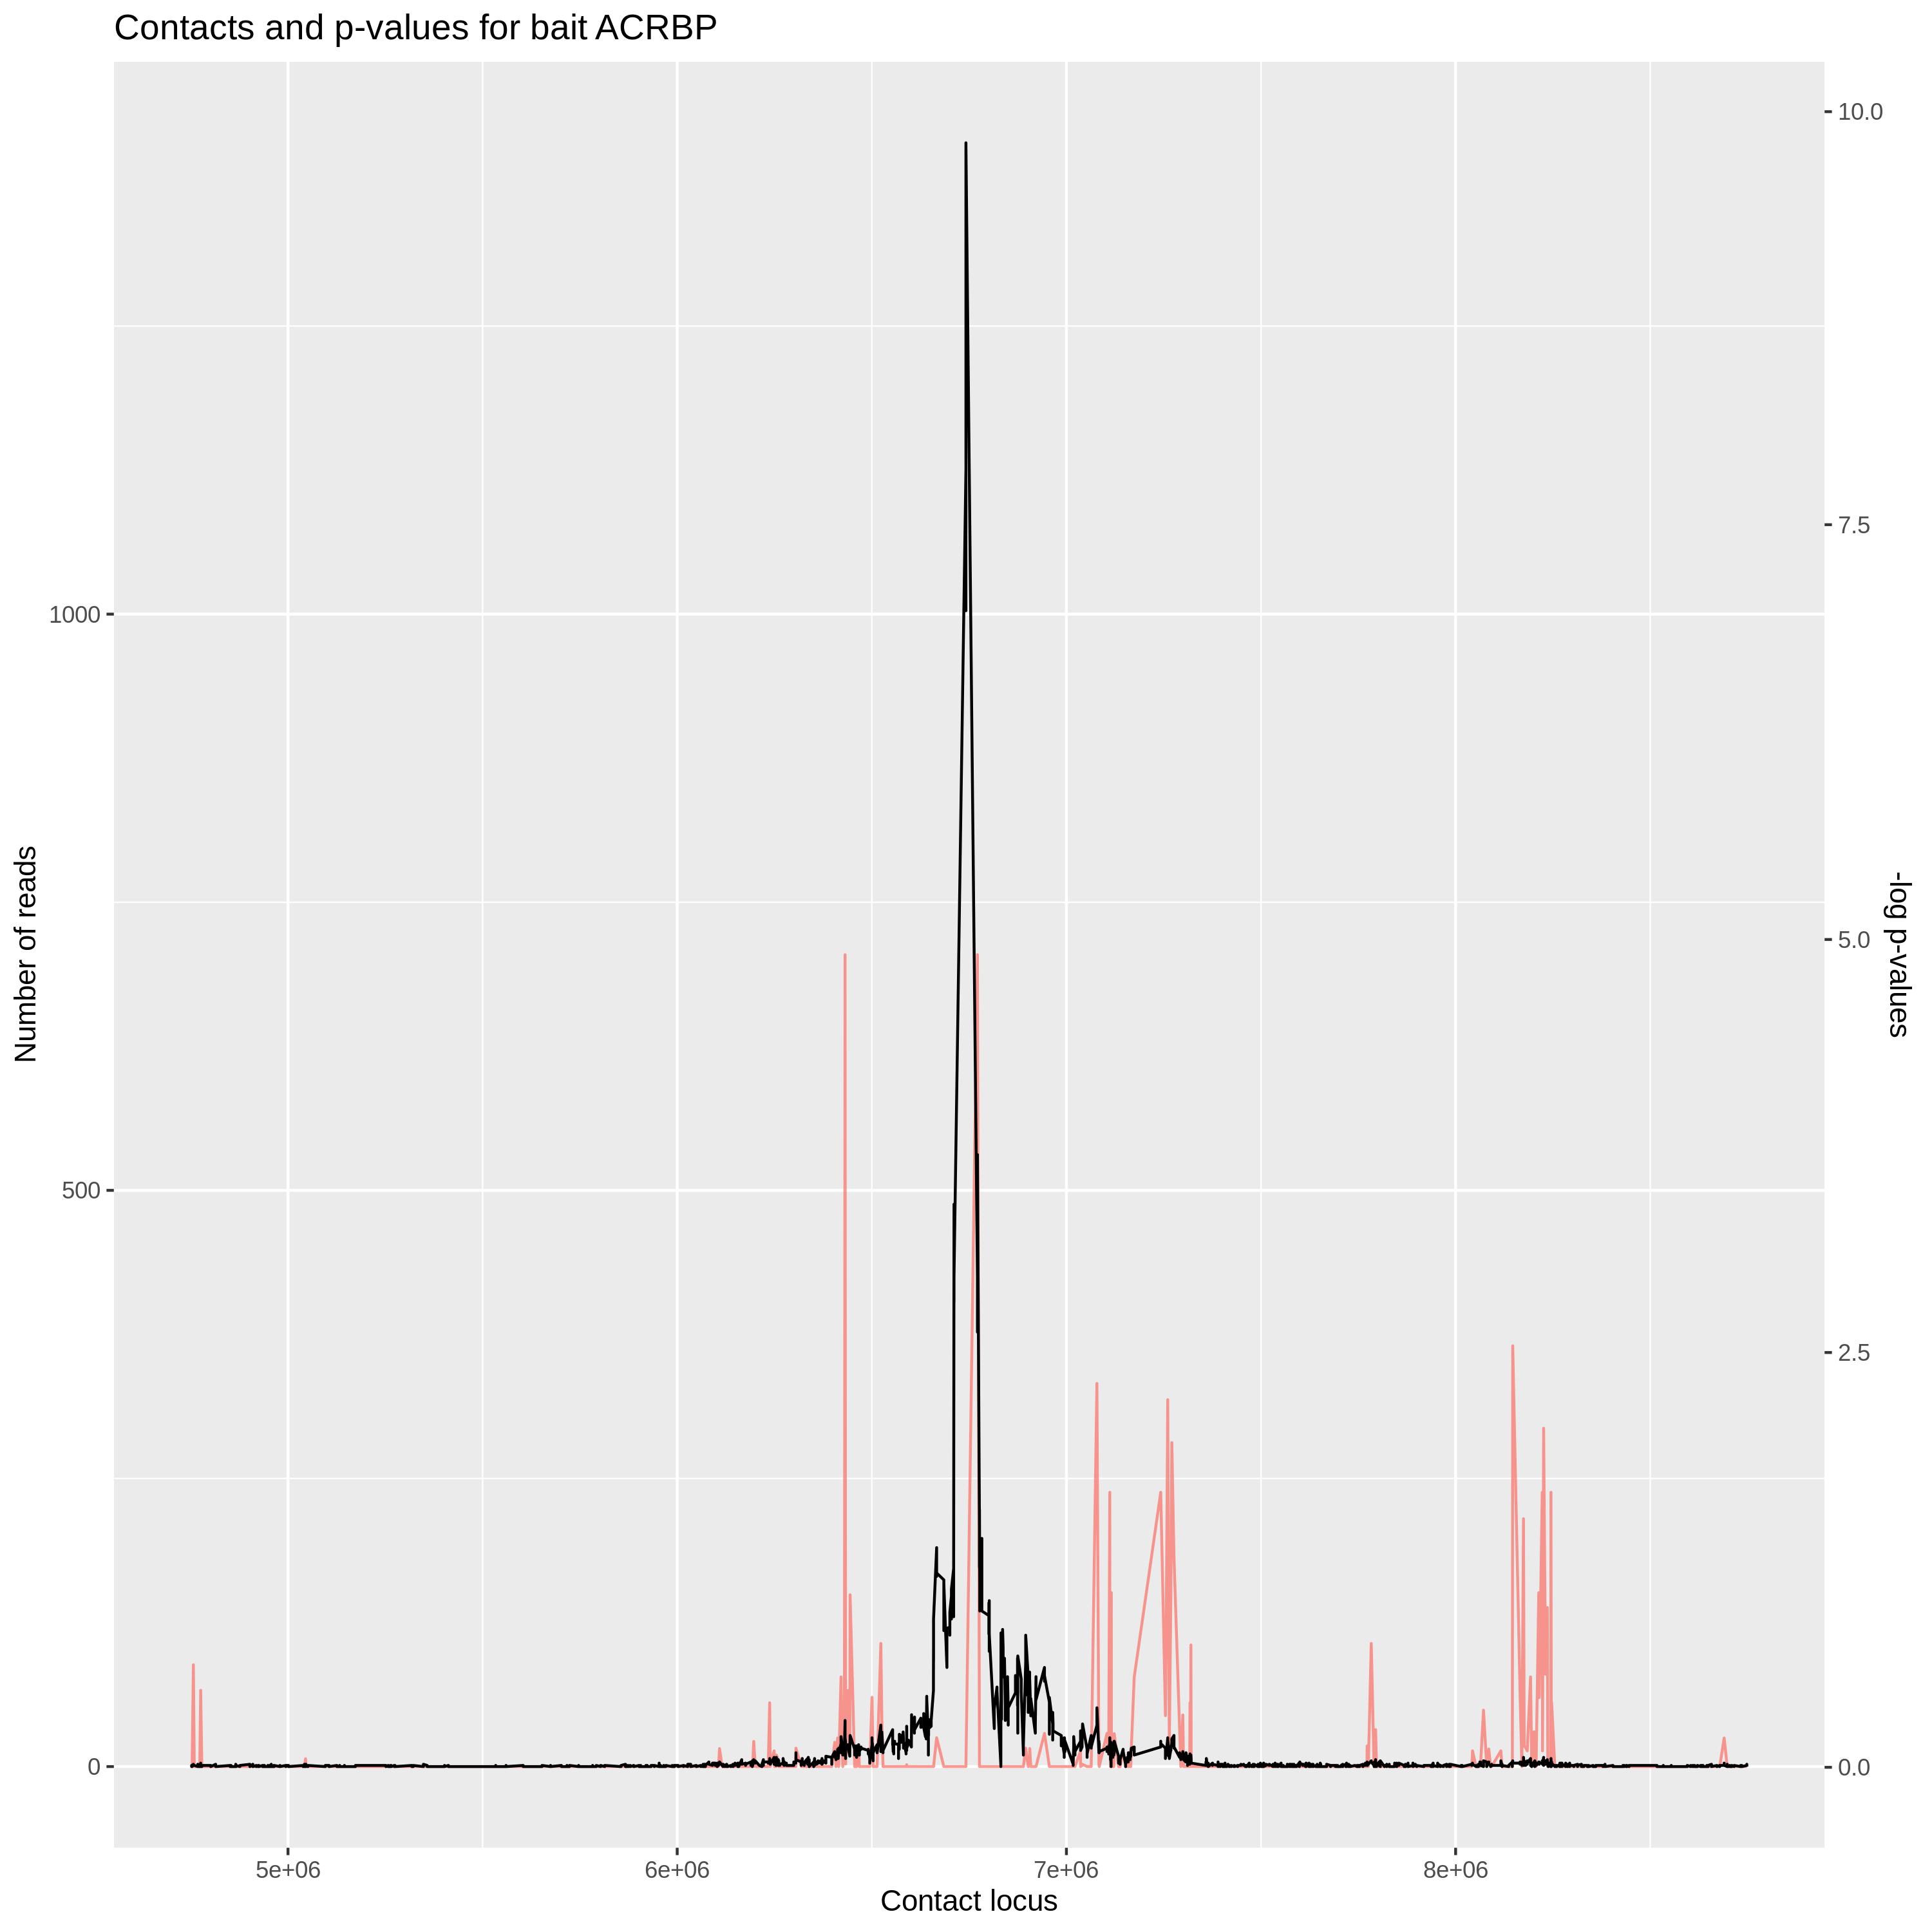 Contacts and p-values for bait ACRBP
10.0
7.5
1000
5.0
Number of reads
-log p-values
500
2.5
0
0.0
5e+06
6e+06
7e+06
8e+06
Contact locus